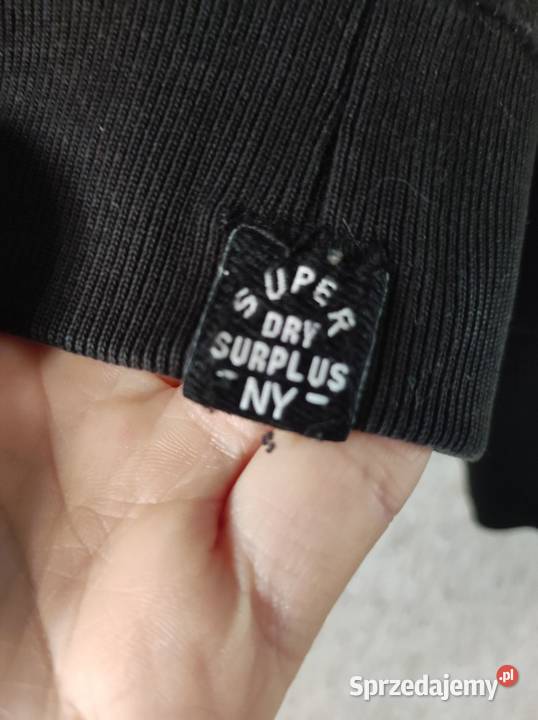 SUPER
DRY
SURPLUS
- NY -
Sprzedajemy.pl